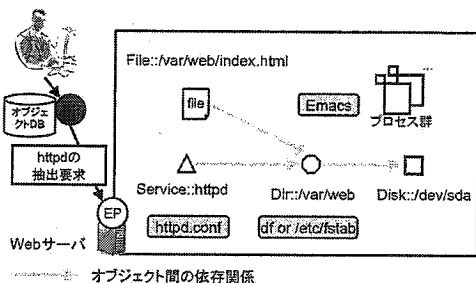 File::/var/web/index.html
file
Emacs
プロセス群
オブジェ
クトDB
httpdの
抽出要求
Service::httpd
Dir::/var/web
Disk::/dev/sda
EP
httpd.conf
df or /etc/fstab
Webサーバ
オブジェクト間の依存関係